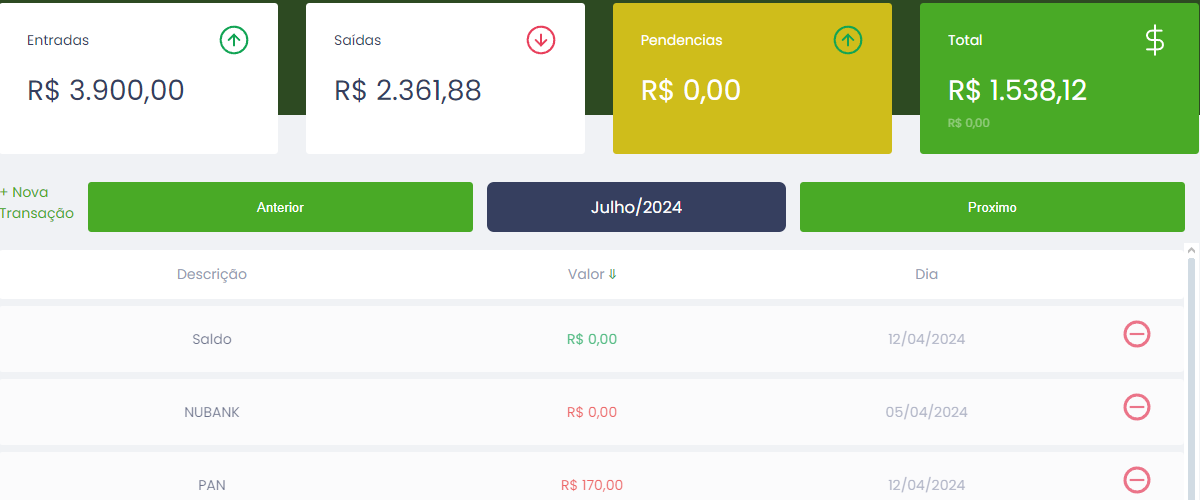 Entradas
Saídas
Pendencias
Total
$
R$ 3.900,00
R$ 2.361,88
R$ 0,00
R$ 1.538,12
R$ 0,00
+ Nova
Transação
Anterior
Julho/2024
Proximo
Descrição
Valor ⇓
Dia
Saldo
R$ 0,00
12/04/2024
NUBANK
R$ 0,00
05/04/2024
PAN
R$ 170,00
12/04/2024